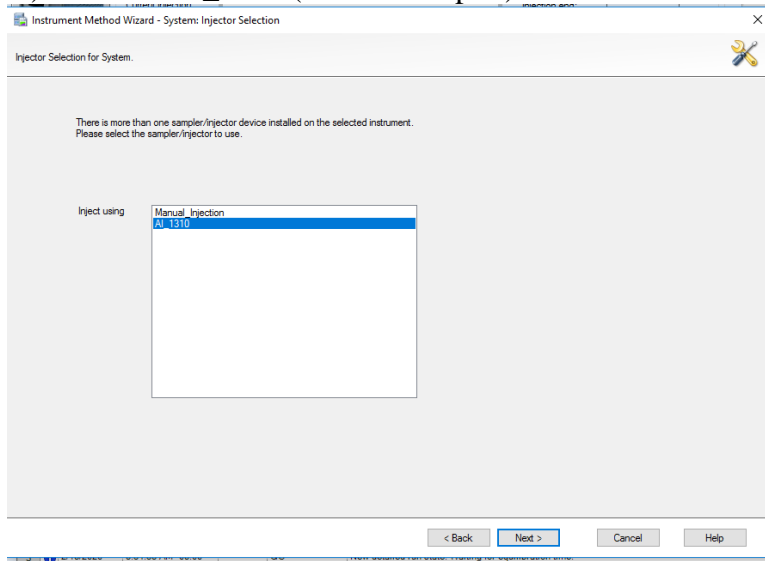 Instrument Method Wizard - System: Injector Selection
Injector Selection for System.
There is more than one sampler/injector device installed on the selected instrument.
Please select the sampler/injector to use.
Inject using
Manual_Injection
AI_1310
< Back Next > Cancel Help